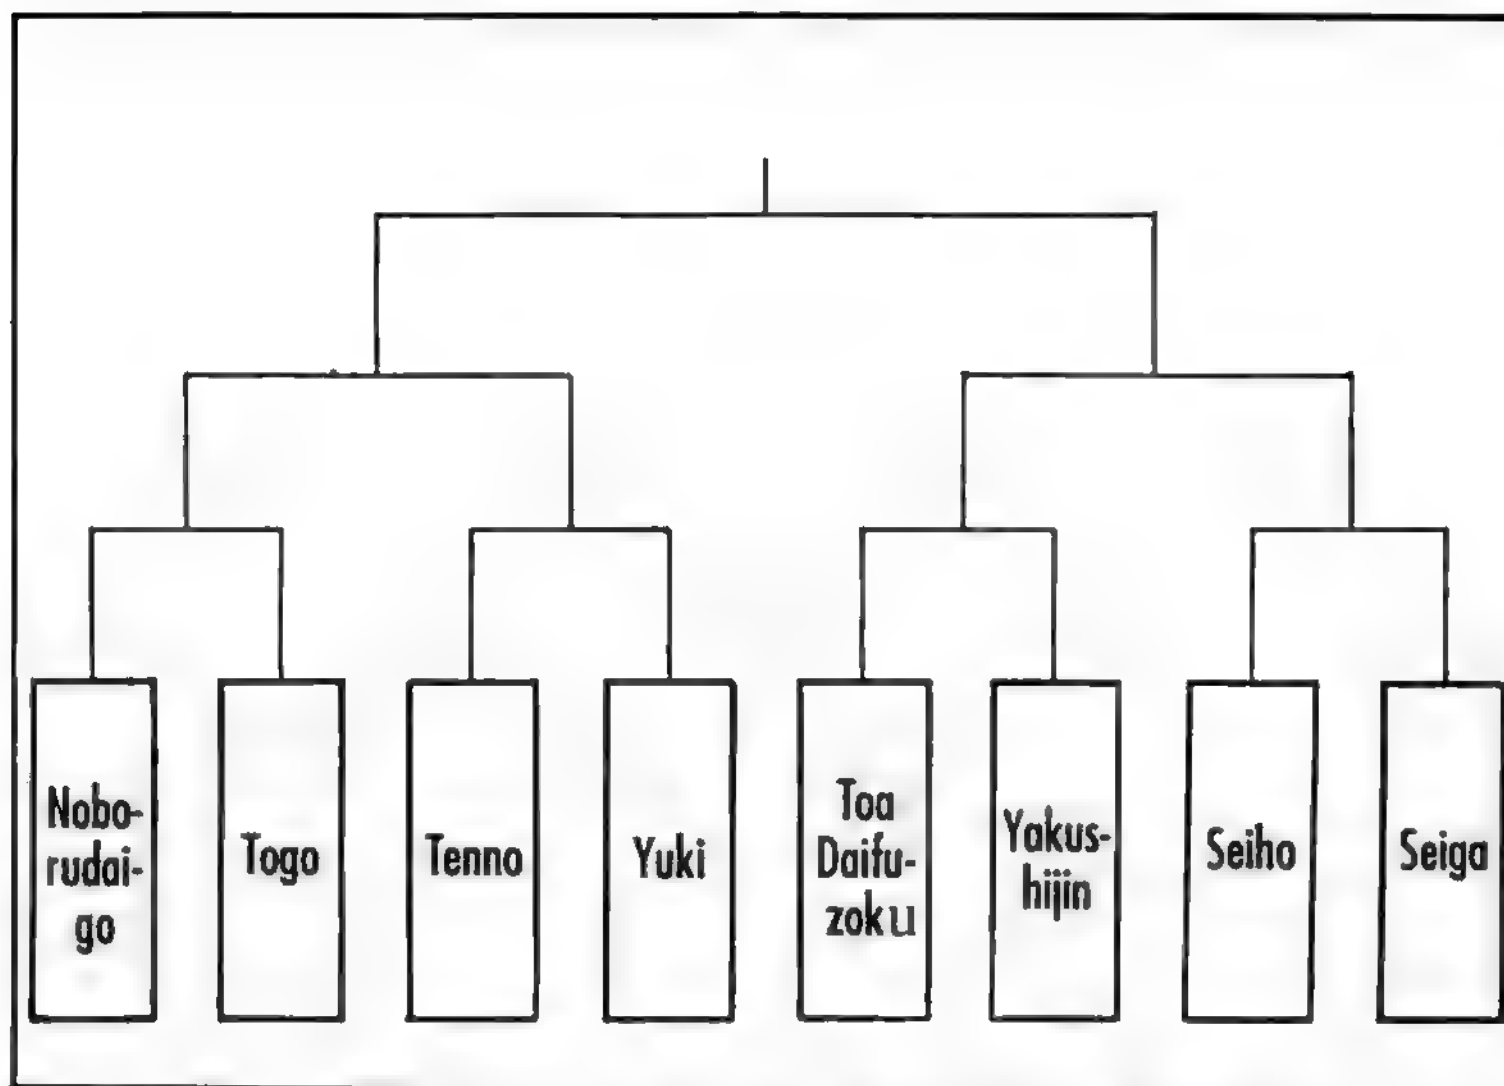 Nobo-
rudai-
go
Togo
Tenno
Yuki
Toa
Daifu-
zoku
Yakus-
hijin
Seiho
Seiga